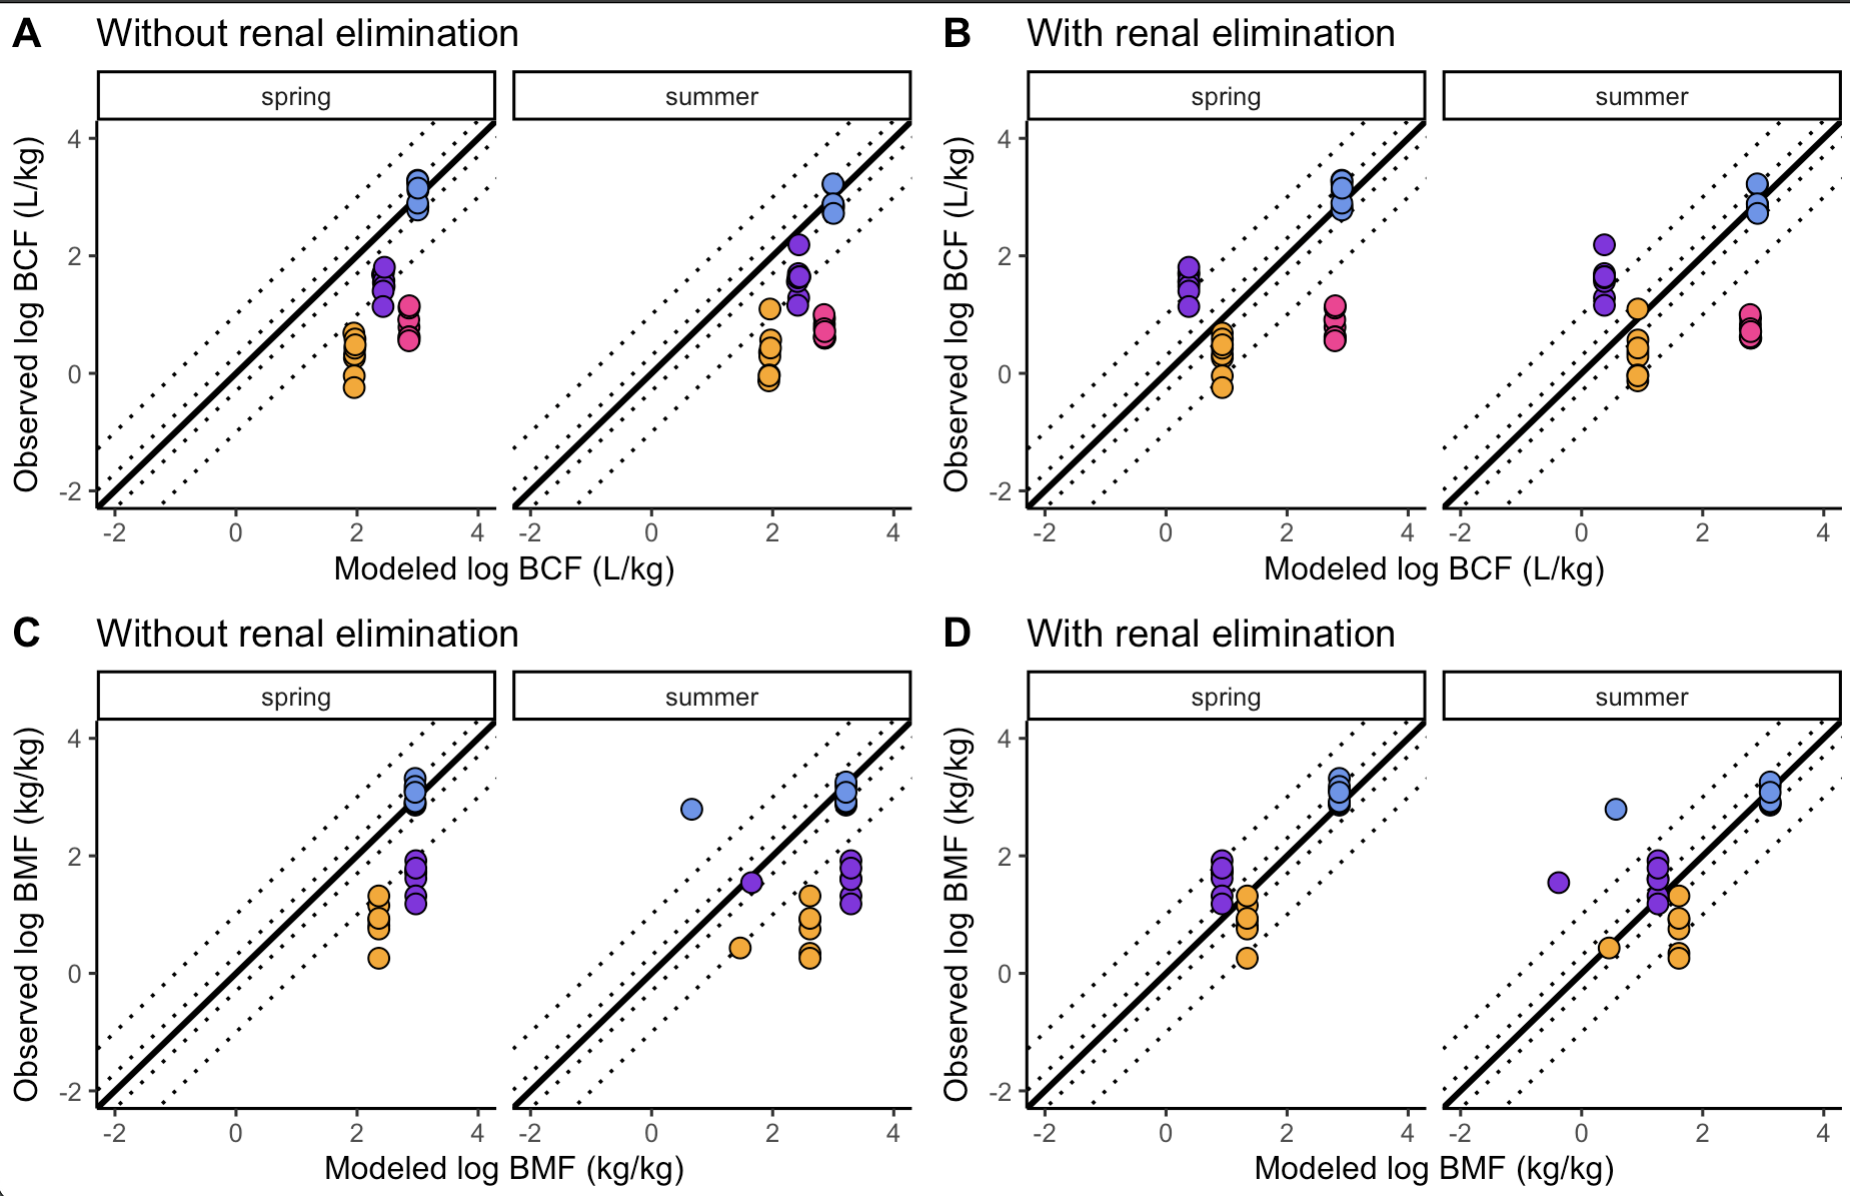 A Without renal elimination
spring summer
Observed log BCF (L/kg)
4
2
0
-2
-2 0 2 4 -2 0 2 4
Modeled log BCF (L/kg)
B With renal elimination
spring summer
Observed log BCF (L/kg)
4
2
0
-2
-2 0 2 4 -2 0 2 4
Modeled log BCF (L/kg)
C Without renal elimination
spring summer
Observed log BMF (kg/kg)
4
2
0
-2
-2 0 2 4 -2 0 2 4
Modeled log BMF (kg/kg)
D With renal elimination
spring summer
Observed log BMF (kg/kg)
4
2
0
-2
-2 0 2 4 -2 0 2 4
Modeled log BMF (kg/kg)